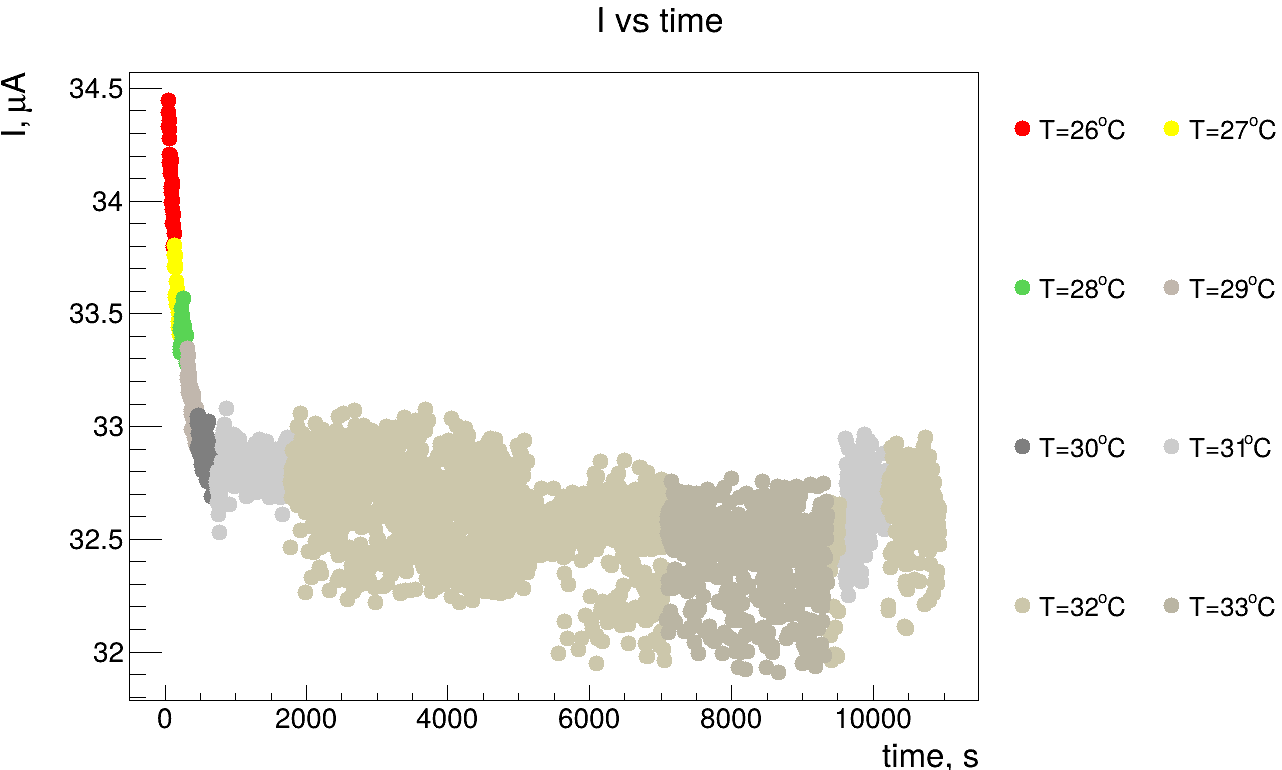 I vs time
I, μA
34.5
34
33.5
33
32.5
32
0 2000 4000 6000 8000 10000
time, s
T=26°C T=27°C
T=28°C T=29°C
T=30°C T=31°C
T=32°C T=33°C